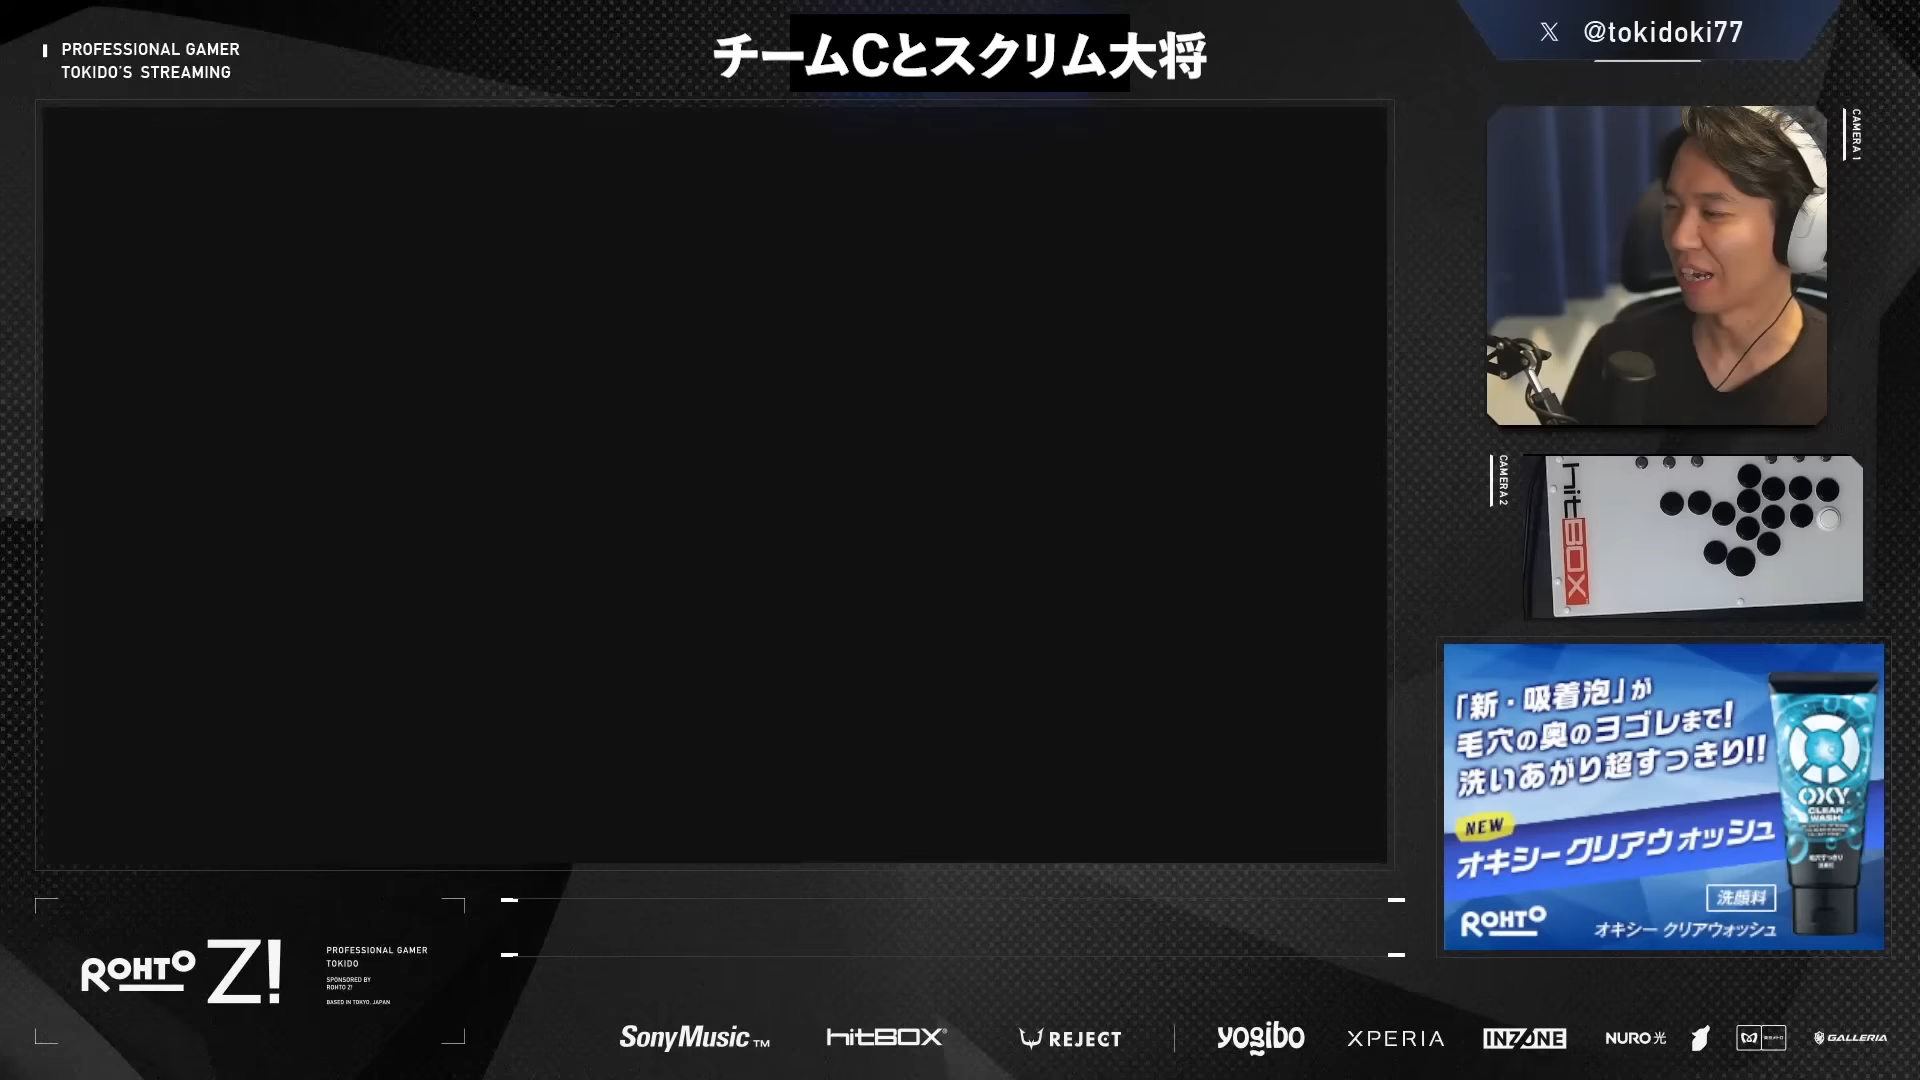 PROFESSIONAL GAMER
TOKIDO'S STREAMING
チームCとスクリム大将
X @tokidoki77
CAMERA 1
CAMERA 2
hitBOX
「新・吸着泡」が
毛穴の奥のヨゴレまで!
洗いあがり超すっきり!!
NEW
オキシー クリアウォッシュ
OXY
CLEAR
WASH
洗顔料
ROHTO
オキシー クリアウォッシュ
ROHTO Z!
PROFESSIONAL GAMER
TOKIDO
SPONSORED BY
ROHTO Z!
BASED IN TOKYO, JAPAN
SonyMusic TM
hitBOX
REJECT
yogibo
XPERIA
INZONE
NURO 光
GALLERIA